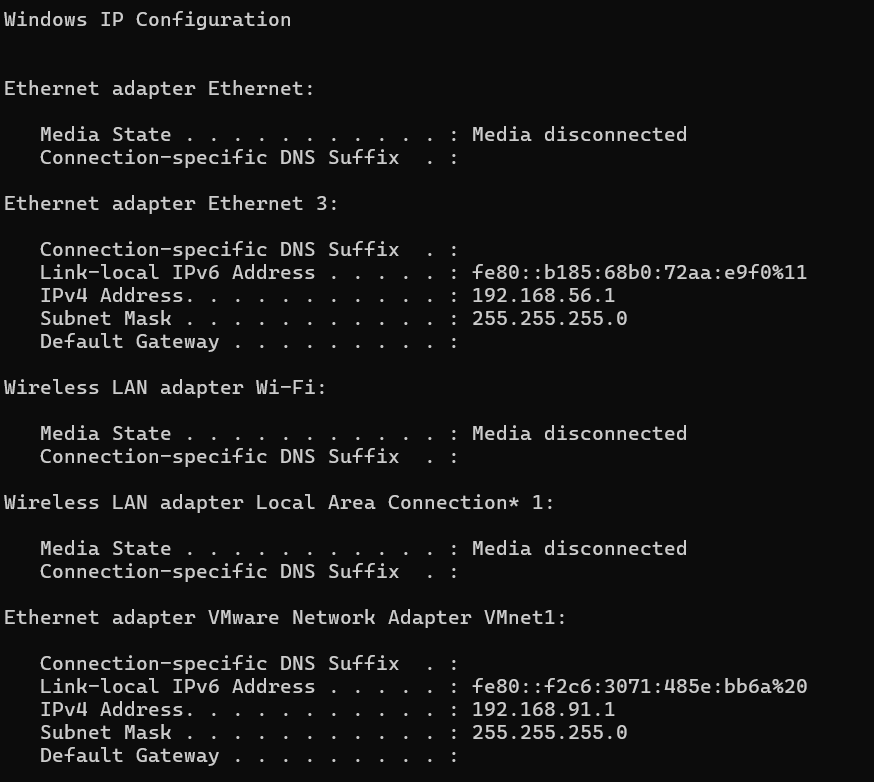 Windows IP Configuration
Ethernet adapter Ethernet:
Media State . . . . . . . . . . . : Media disconnected
Connection-specific DNS Suffix  . :
Ethernet adapter Ethernet 3:
Connection-specific DNS Suffix  . :
Link-local IPv6 Address . . . . . : fe80::b185:68b0:72aa:e9f0%11
IPv4 Address. . . . . . . . . . . : 192.168.56.1
Subnet Mask . . . . . . . . . . . : 255.255.255.0
Default Gateway . . . . . . . . . :
Wireless LAN adapter Wi-Fi:
Media State . . . . . . . . . . . : Media disconnected
Connection-specific DNS Suffix  . :
Wireless LAN adapter Local Area Connection* 1:
Media State . . . . . . . . . . . : Media disconnected
Connection-specific DNS Suffix  . :
Ethernet adapter VMware Network Adapter VMnet1:
Connection-specific DNS Suffix  . :
Link-local IPv6 Address . . . . . : fe80::f2c6:3071:485e:bb6a%20
IPv4 Address. . . . . . . . . . . : 192.168.91.1
Subnet Mask . . . . . . . . . . . : 255.255.255.0
Default Gateway . . . . . . . . . :